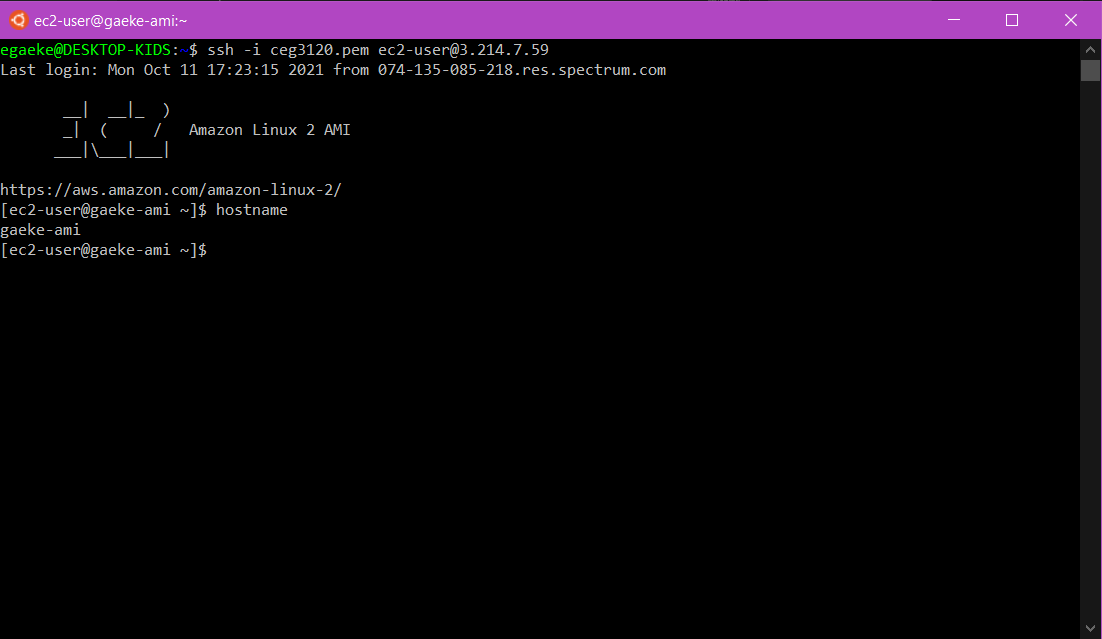 ec2-user@gaeke-ami:~
egaeke@DESKTOP-KIDS:~$ ssh -i ceg3120.pem ec2-user@3.214.7.59
Last login: Mon Oct 11 17:23:15 2021 from 074-135-085-218.res.spectrum.com
       __|  __|_  )
       _|  (     /   Amazon Linux 2 AMI
      ___|\___|___|
https://aws.amazon.com/amazon-linux-2/
[ec2-user@gaeke-ami ~]$ hostname
gaeke-ami
[ec2-user@gaeke-ami ~]$